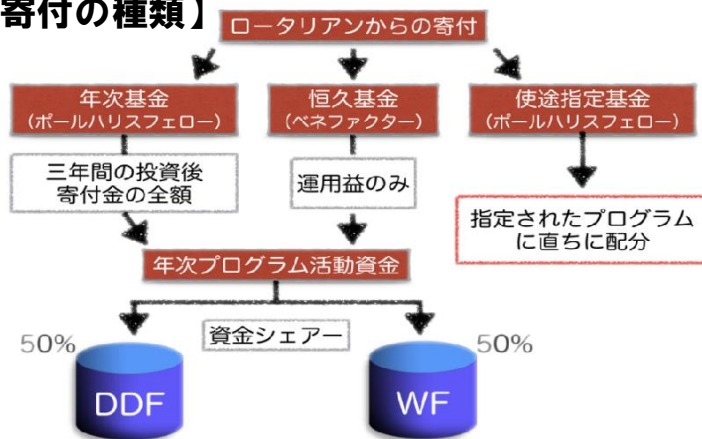 寄付の種類】
ロータリアンからの寄付
年次基金
(ポールハリスフェロー)
恒久基金
(ベネファクター)
使途指定基金
(ポールハリスフェロー)
三年間の投資後
寄付金の全額
運用益のみ
指定されたプログラム
に直ちに配分
年次プログラム活動資金
資金シェアー
50%
50%
DDF
WF